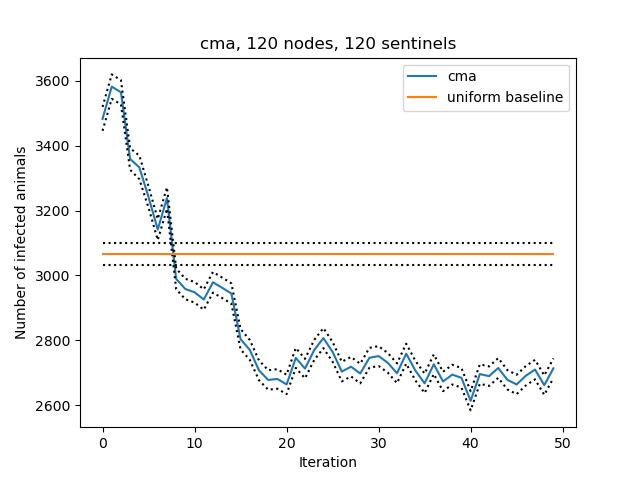 cma, 120 nodes, 120 sentinels
cma
uniform baseline
Number of infected animals
3600
3400
3200
3000
2800
2600
0 10 20 30 40 50
Iteration